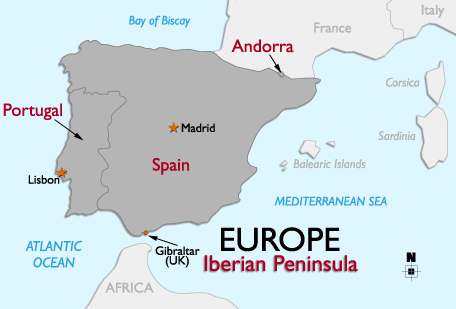 Bay of Biscay
Italy
France
Andorra
Corsica
Portugal
Madrid
Sardinia
Spain
Balearic Islands
Lisbon
MEDITERRANEAN SEA
ATLANTIC
OCEAN
Gibraltar
(UK)
EUROPE
Iberian Peninsula
N
AFRICA